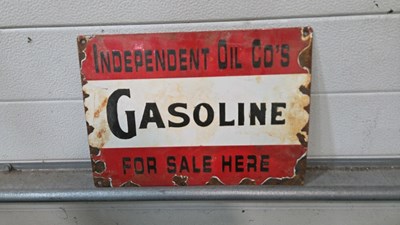 INDEPENDENT OIL CO'S
GASOLINE
FOR SALE HERE